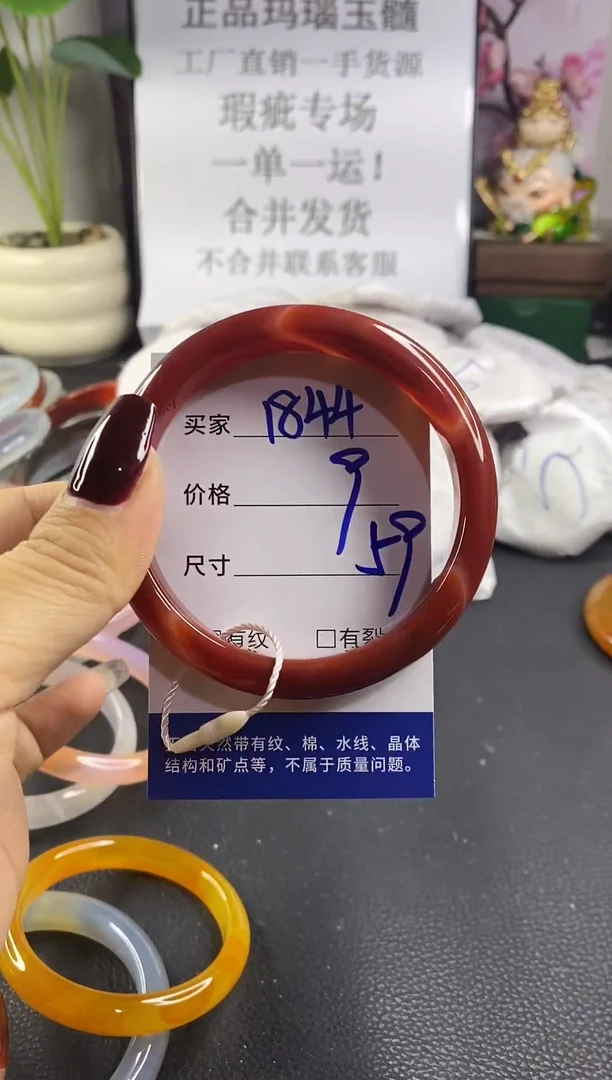 正品玛瑙玉髓
工厂直销一手货源
瑕疵专场
一单一运！
合并发货
不合并联系客服
买家 1844
价格 9
尺寸 59
有纹 □有裂
天然带有纹、棉、水线、晶体
结构和矿点等，不属于质量问题。